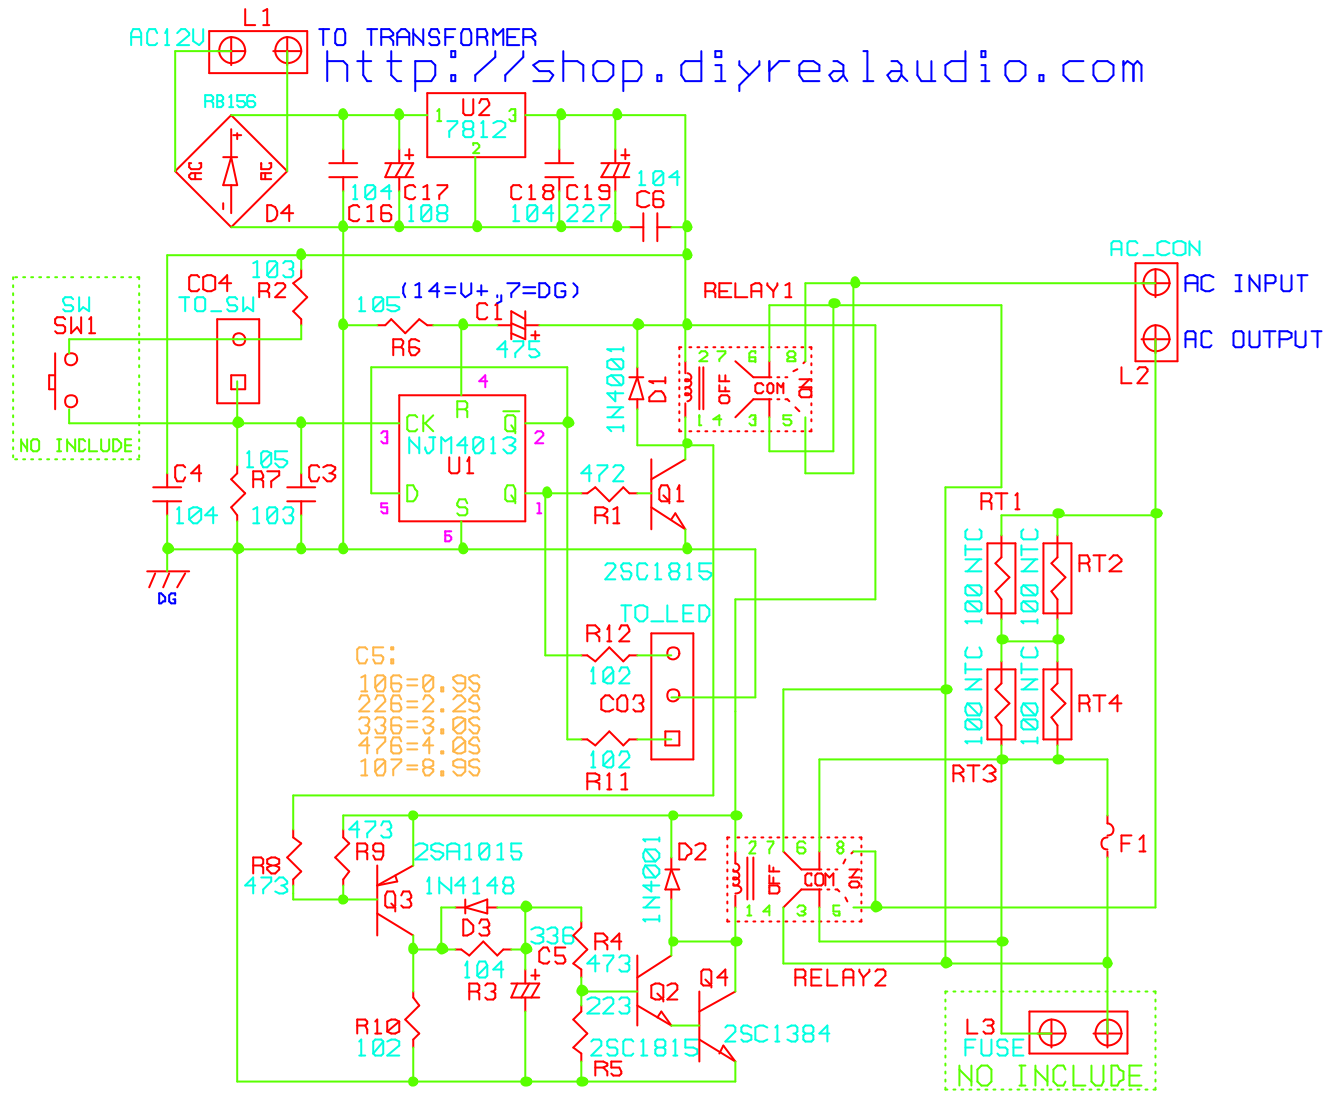 L1
AC12V
TO TRANSFORMER
http://shop.diyrealaudio.com
RB156
U2
1 3
7812
2
+
AC AC
-
D4
+
104 C17
C16 108
+
C18 C19 104
104 227 C6
AC_CON
AC INPUT
AC OUTPUT
L2
103
CO4 R2
TO_SW
SW
SW1
NO INCLUDE
(14=V+,7=DG)
105
R6
C1
475 +
RELAY1
2 7 6 8
OFF COM ON
1 4 3 5
1N4001
D1
4
R
CK Q
3 2
NJM4013
U1
D Q
5 1
S
6
105
C4 R7 C3
104 103
DG
472
R1
Q1
2SC1815
TO_LED
R12
102
CO3
102
R11
RT1
100 NTC
100 NTC
RT2
100 NTC
100 NTC
RT4
RT3
F1
C5:
106=0.9S
226=2.2S
336=3.0S
476=4.0S
107=8.9S
473
R9
R8
473
2SA1015
1N4148
Q3
D3
336
104
R3
C5
+
R4
473
1N4001
D2
2 7 6 8
OFF COM ON
1 4 3 5
RELAY2
Q4
Q2
223
R10
102
2SC1815
R5
2SC1384
L3
FUSE
NO INCLUDE